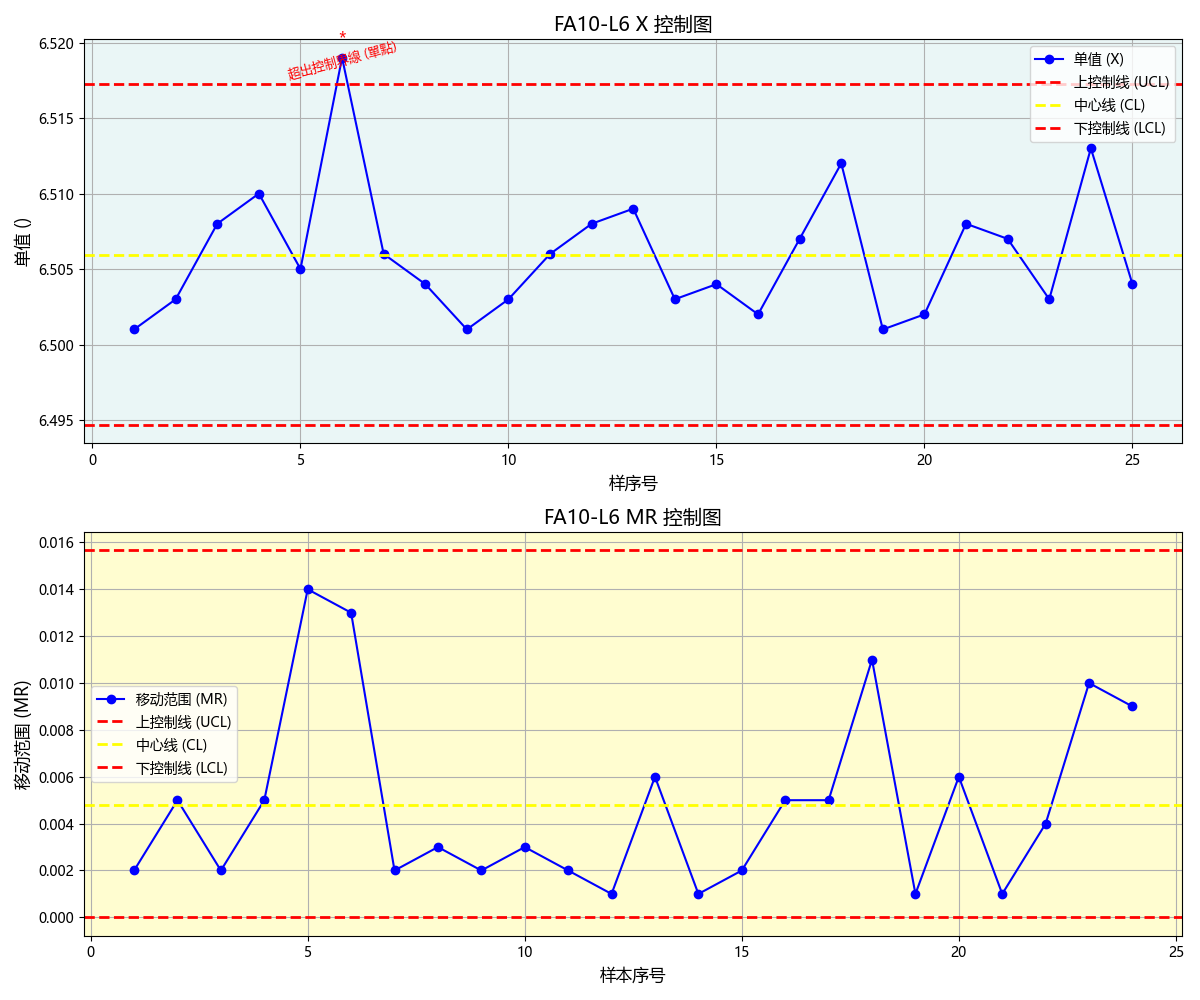 FA10-L6 X 控制图
*
超出控制界線 (單點)
单值 (X)
上控制线 (UCL)
中心线 (CL)
下控制线 (LCL)
单值 ()
6.520
6.515
6.510
6.505
6.500
6.495
0 5 10 15 20 25
样序号
FA10-L6 MR 控制图
移动范围 (MR)
上控制线 (UCL)
中心线 (CL)
下控制线 (LCL)
移动范围 (MR)
0.016
0.014
0.012
0.010
0.008
0.006
0.004
0.002
0.000
0 5 10 15 20 25
样本序号